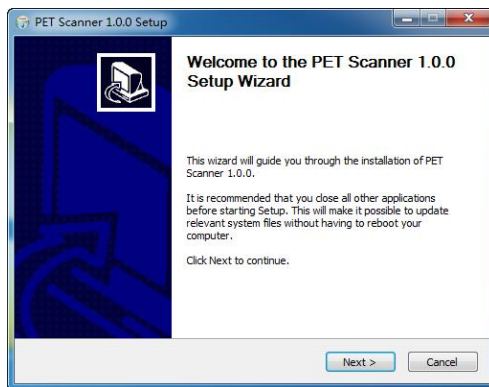 PET Scanner 1.0.0 Setup
Welcome to the PET Scanner 1.0.0
Setup Wizard
This wizard will guide you through the installation of PET
Scanner 1.0.0.
It is recommended that you close all other applications
before starting Setup. This will make it possible to update
relevant system files without having to reboot your
computer.
Click Next to continue.
Next >
Cancel